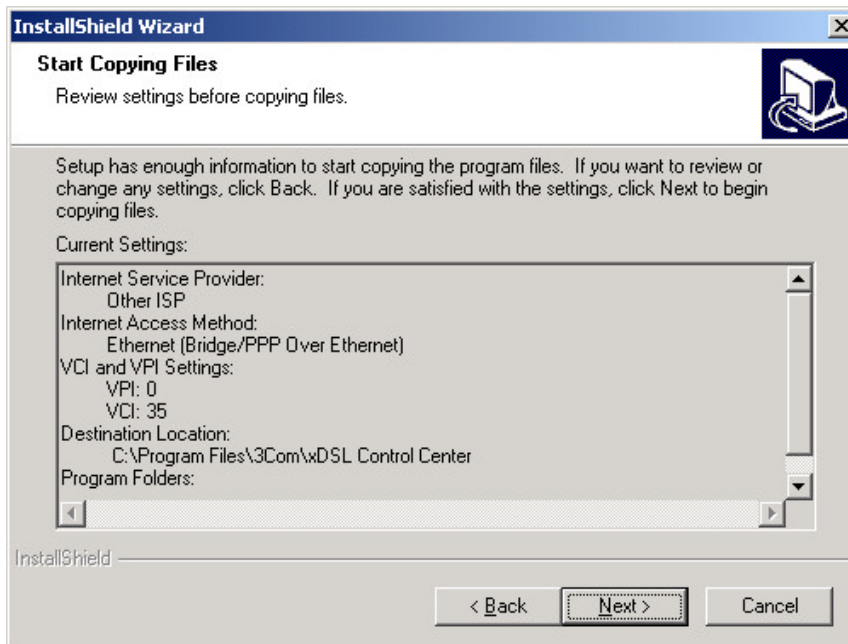 InstallShield Wizard
Start Copying Files
Review settings before copying files.
Setup has enough information to start copying the program files. If you want to review or
change any settings, click Back. If you are satisfied with the settings, click Next to begin
copying files.
Current Settings:
Internet Service Provider:
Other ISP
Internet Access Method:
Ethernet (Bridge/PPP Over Ethernet)
VCI and VPI Settings:
VPI: 0
VCI: 35
Destination Location:
C:\Program Files\3Com\xDSL Control Center
Program Folders:
InstallShield
< Back Next > Cancel